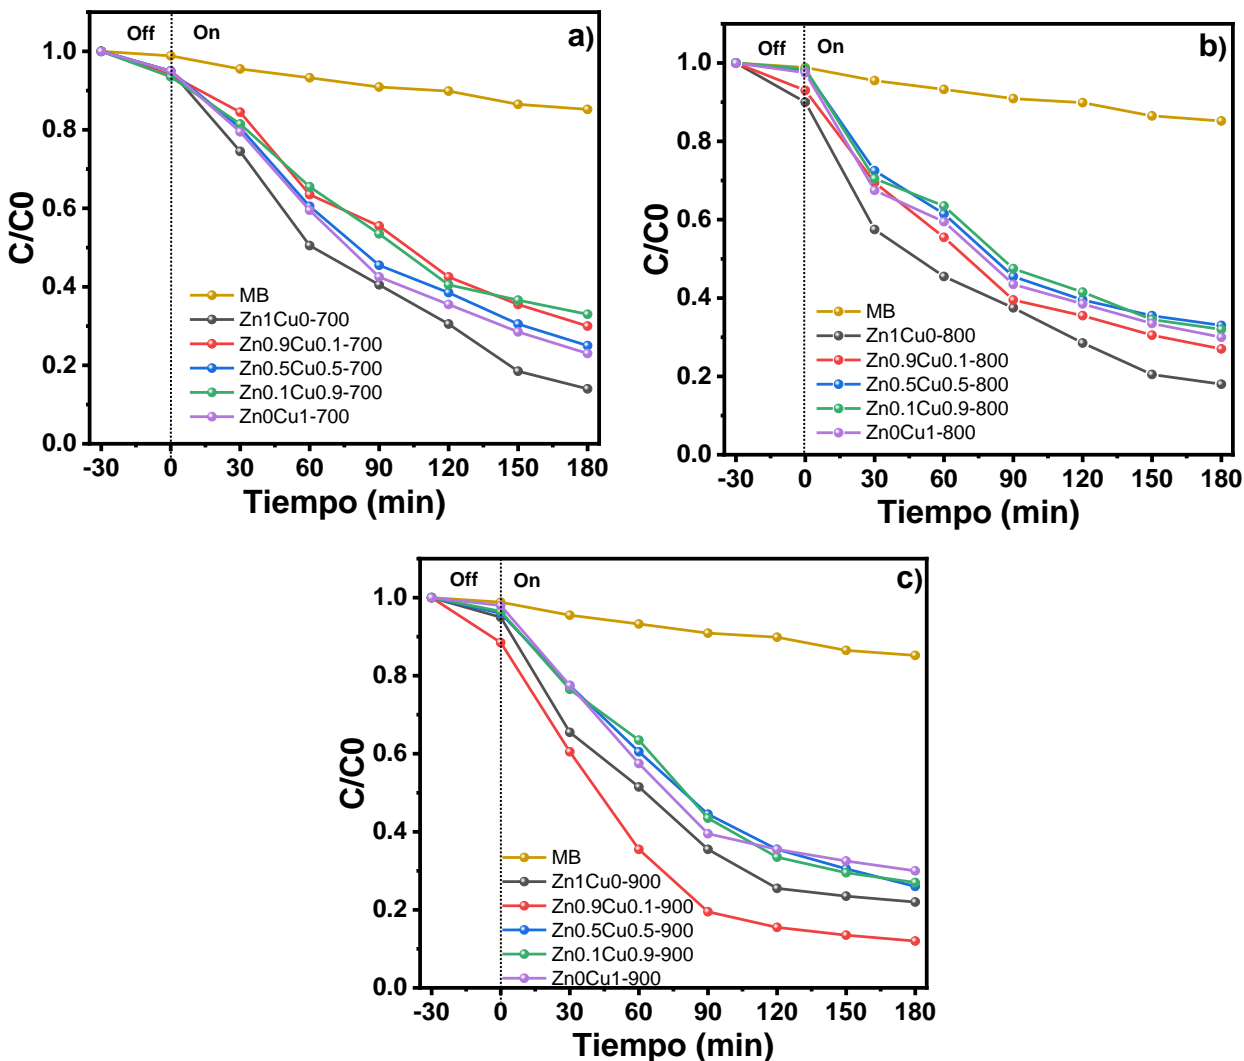 Off On a)
1.0
0.8
0.6
0.4
0.2
0.0
C/C0
MB
Zn1Cu0-700
Zn0.9Cu0.1-700
Zn0.5Cu0.5-700
Zn0.1Cu0.9-700
Zn0Cu1-700
-30 0 30 60 90 120 150 180
Tiempo (min)
Off On b)
1.0
0.8
0.6
0.4
0.2
0.0
C/C0
MB
Zn1Cu0-800
Zn0.9Cu0.1-800
Zn0.5Cu0.5-800
Zn0.1Cu0.9-800
Zn0Cu1-800
-30 0 30 60 90 120 150 180
Tiempo (min)
Off On c)
1.0
0.8
0.6
0.4
0.2
0.0
C/C0
MB
Zn1Cu0-900
Zn0.9Cu0.1-900
Zn0.5Cu0.5-900
Zn0.1Cu0.9-900
Zn0Cu1-900
-30 0 30 60 90 120 150 180
Tiempo (min)